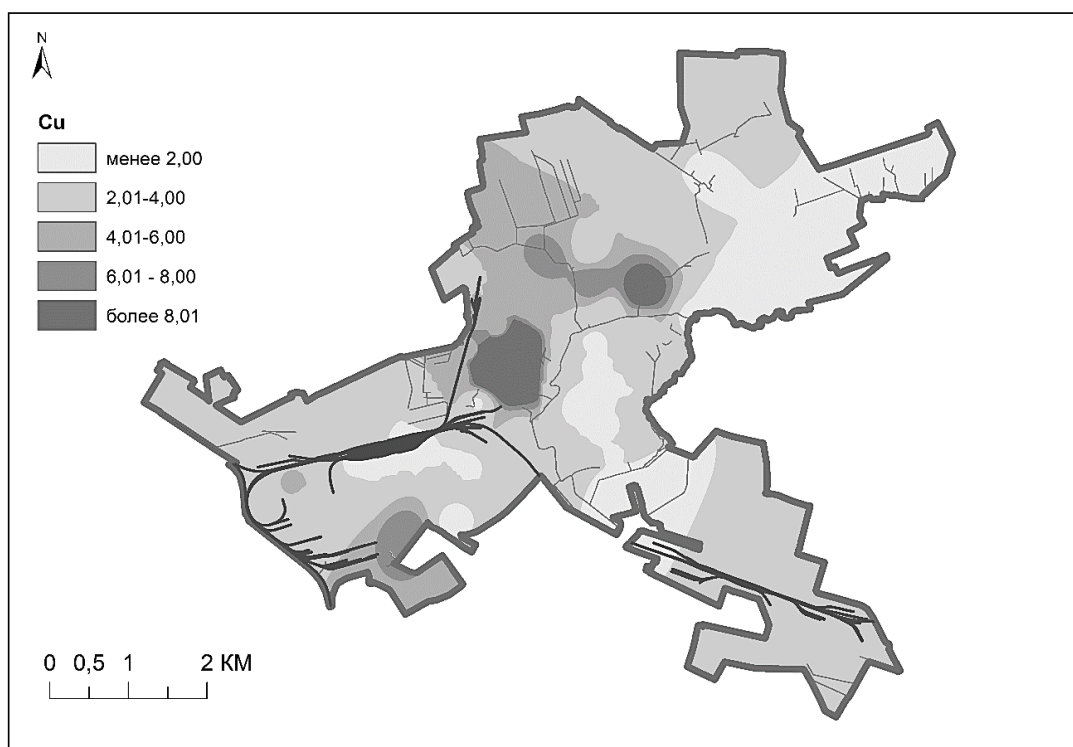 N
Cu
менее 2,00
2,01-4,00
4,01-6,00
6,01 - 8,00
более 8,01
0 0,5 1 2 КМ